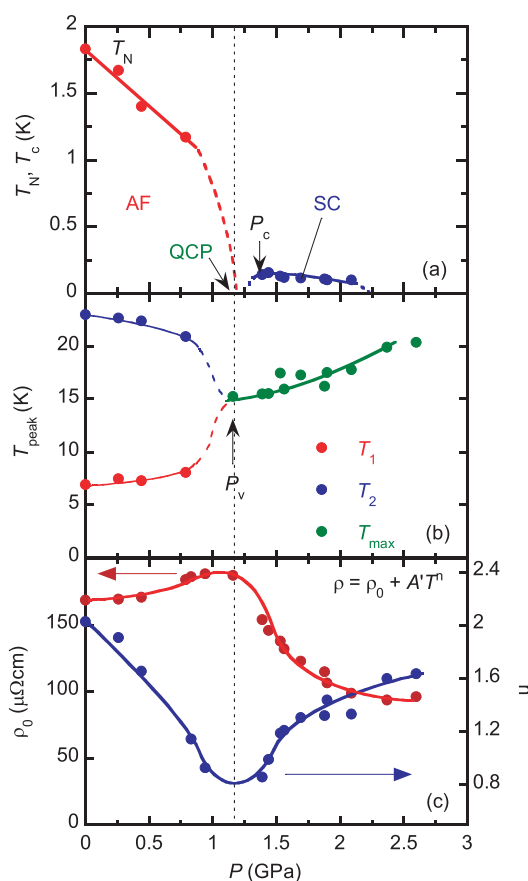 2
T_N
1.5
1
0.5
0
T_N, T_c (K)
AF
QCP
P_c
SC
(a)
20
15
10
5
0
T_peak (K)
P_v
T_1
T_2
T_max
(b)
ρ = ρ_0 + A'T^n
150
100
50
0
ρ_0 (μΩcm)
2.4
2
1.6
1.2
0.8
n
(c)
0 0.5 1 1.5 2 2.5 3
P (GPa)